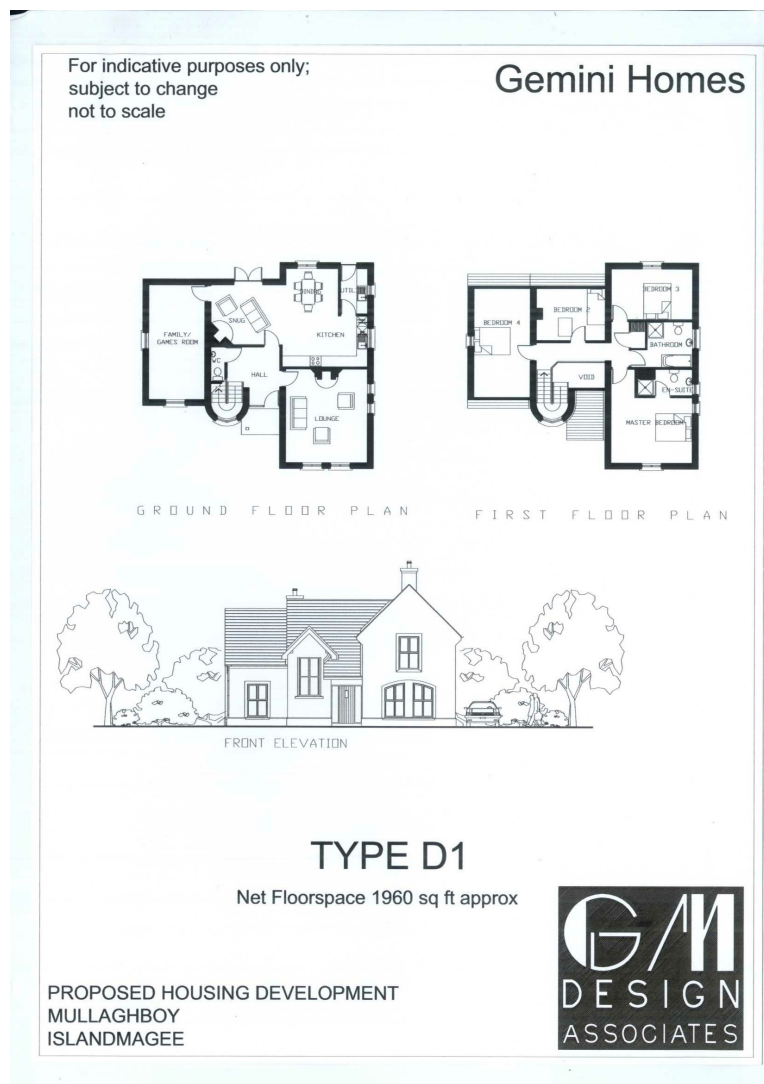 For indicative purposes only;
subject to change
not to scale
Gemini Homes
DINING
UTIL
SNUG
KITCHEN
FAMILY/
GAMES ROOM
WC
HALL
LOUNGE
BEDROOM 3
BEDROOM 2
BEDROOM 4
BATHROOM
VOID
EN-SUITE
MASTER BEDROOM
GROUND FLOOR PLAN
FIRST FLOOR PLAN
FRONT ELEVATION
TYPE D1
Net Floorspace 1960 sq ft approx
GM
DESIGN
ASSOCIATES
PROPOSED HOUSING DEVELOPMENT
MULLAGHBOY
ISLANDMAGEE